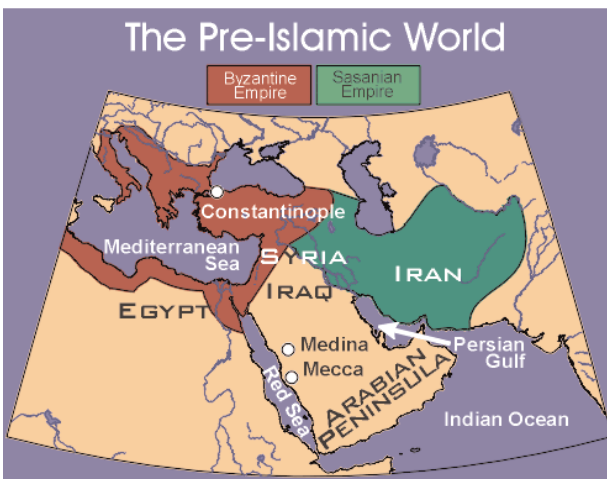 The Pre-Islamic World
Byzantine
Empire
Sasanian
Empire
Constantinople
Mediterranean
Sea
SYRIA
IRAN
IRAQ
EGYPT
Medina
Mecca
Persian
Gulf
Red Sea
ARABIAN
PENINSULA
Indian Ocean